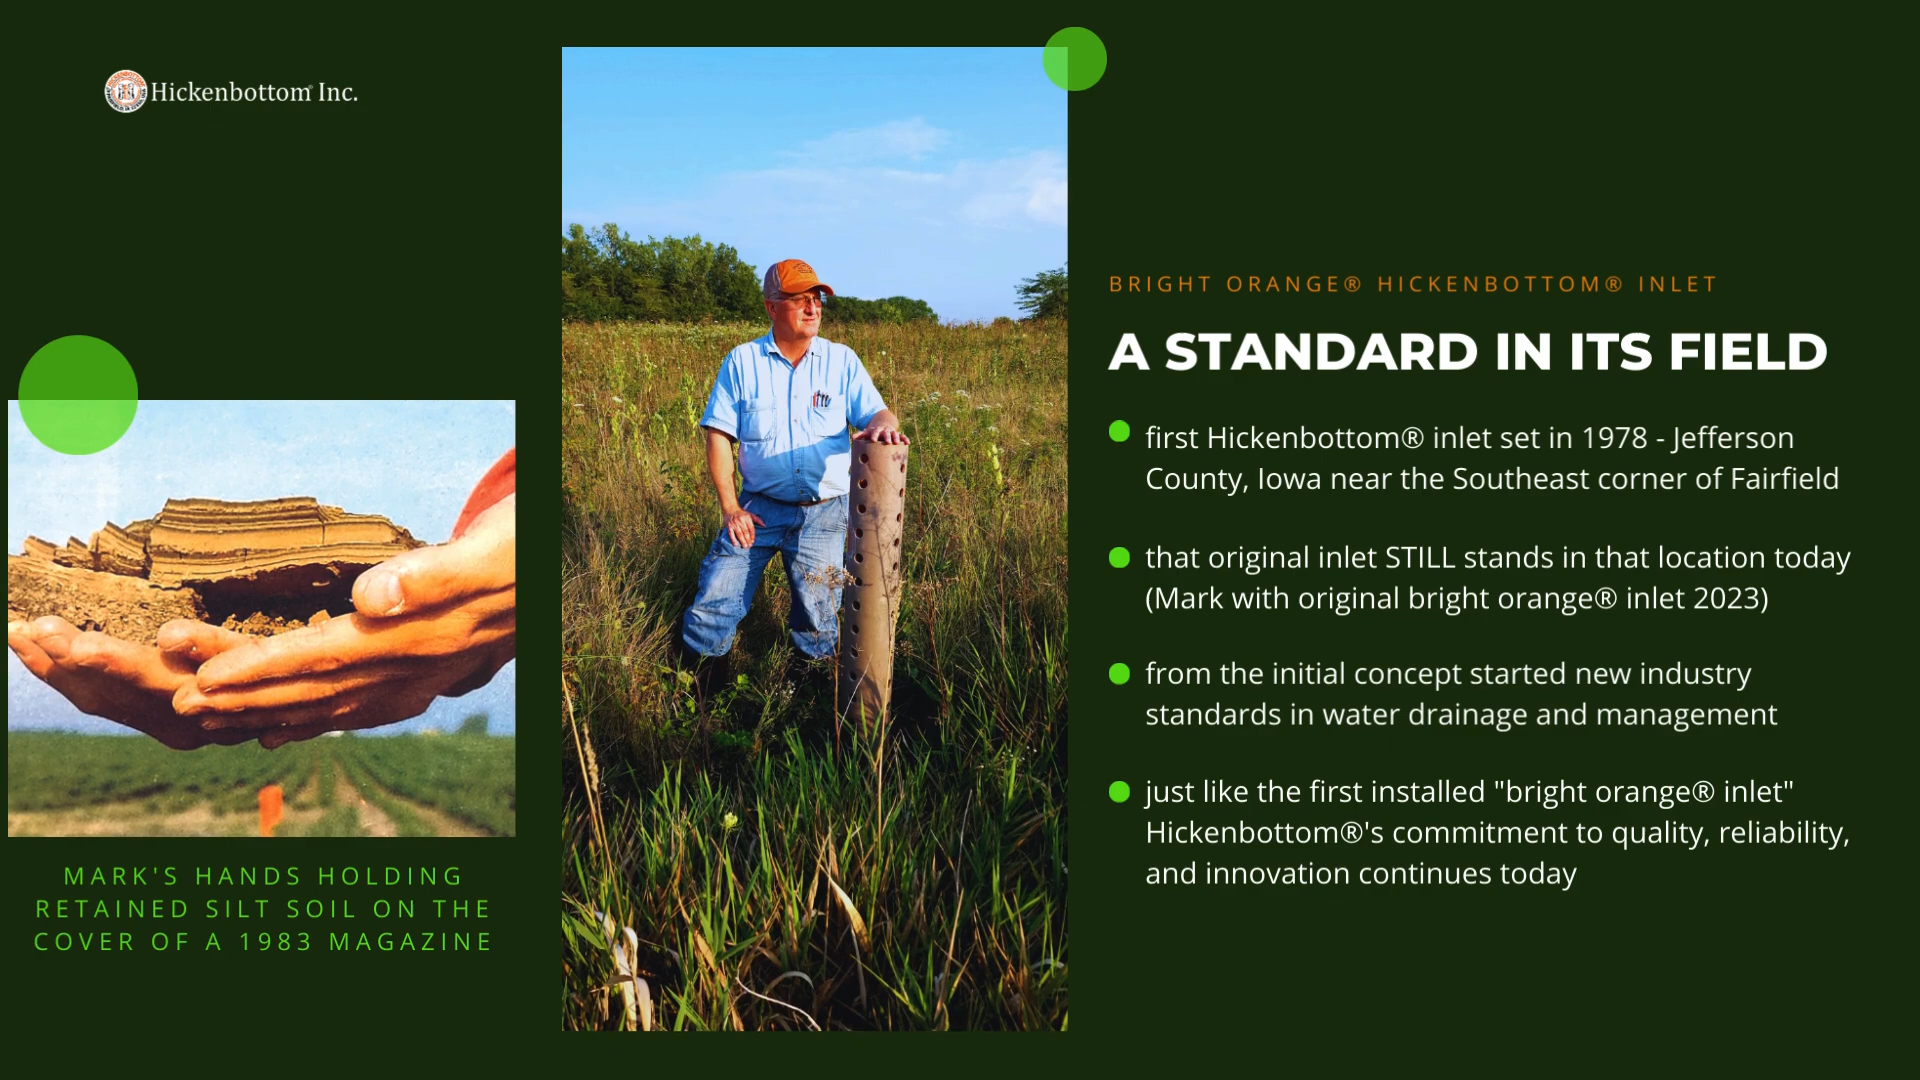 Hickenbottom Inc.
BRIGHT ORANGE® HICKENBOTTOM® INLET
A STANDARD IN ITS FIELD
first Hickenbottom® inlet set in 1978 - Jefferson
County, Iowa near the Southeast corner of Fairfield
that original inlet STILL stands in that location today
(Mark with original bright orange® inlet 2023)
from the initial concept started new industry
standards in water drainage and management
just like the first installed "bright orange® inlet"
Hickenbottom®'s commitment to quality, reliability,
and innovation continues today
MARK'S HANDS HOLDING
RETAINED SILT SOIL ON THE
COVER OF A 1983 MAGAZINE